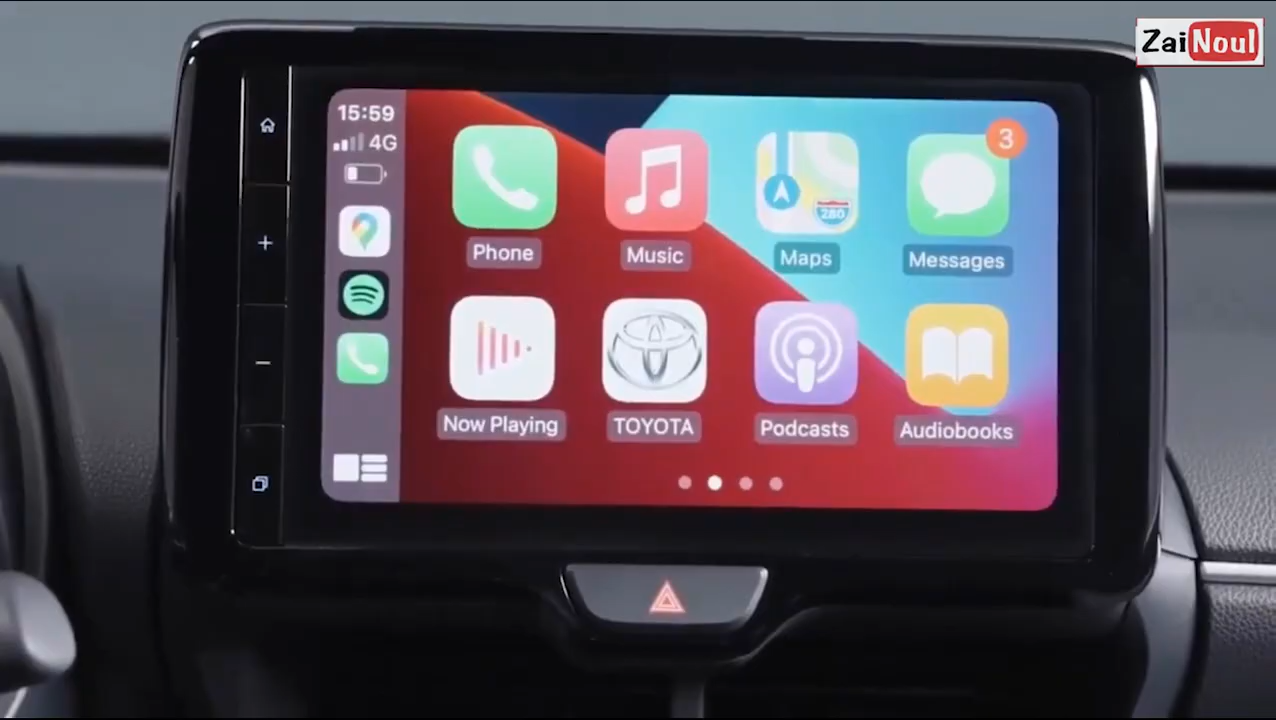 ZaiNoul
15:59
4G
3
280
Phone
Music
Maps
Messages
Now Playing
TOYOTA
Podcasts
Audiobooks